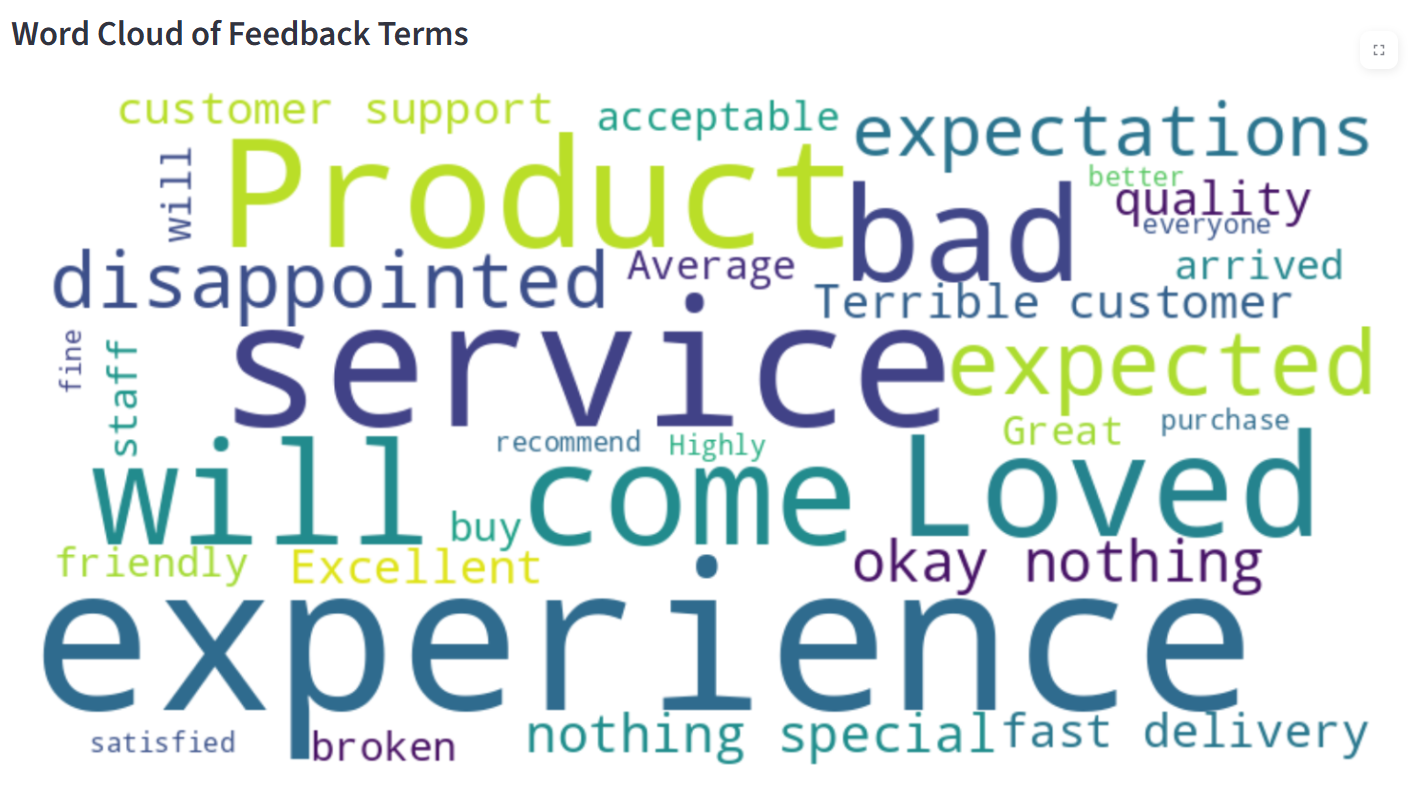 Word Cloud of Feedback Terms
customer support
acceptable
expectations
will
Product
bad
better
quality
everyone
disappointed
Average
arrived
Terrible customer
fine
staff
service
expected
recommend
Highly
Great
purchase
will come
Loved
buy
friendly
Excellent
okay nothing
experience
satisfied
broken
nothing special
fast delivery